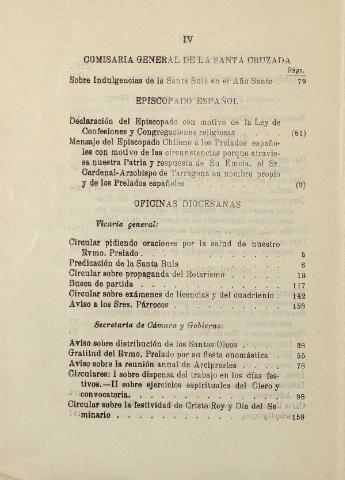 IV
COMISARIA GENERAL DE LA SANTA CRUZADA
Págs.
Sobre Indulgencias de la Santa Sula en el Año Santo 79
EPISCOPADO ESPAÑOL
Declaración del Episcopado con motivo de la Ley de
Confesiones y Congregaciones religiosas . . . . (81)
Mensaje del Episcopado Chileno a los Prelados españo-
les con motivo de las circunstancias porque atravie-
sa nuestra Patria y respuesta de Su Emcia. el Sr.
Cardenal-Arzobispo de Tarragona en nombre propio
y de los Prelados españoles . . . . . . . . (9)
OFICINAS DIOCESANAS
Vicaría general:
Circular pidiendo oraciones por la salud de nuestro
Rvmo. Prelado . . . . . . . . . . . . 5
Predicación de la Santa Bula . . . . . . . . 6
Circular sobre propaganda del Rotarismo . . . . 13
Busca de partida . . . . . . . . . . . 117
Circular sobre exámenes de licencias y del cuadrienio . 142
Aviso a los Sres. Párrocos . . . . . . . . . 158
Secretaría de Cámara y Gobierno:
Aviso sobre distribución de los Santos Oleos . . . . 38
Gratitud del Rvmo. Prelado por su fiesta onomástica . 55
Aviso sobre la reunión anual de Arciprestes . . . . 78
Circulares: I sobre dispensa del trabajo en los días fes-
tivos.—II sobre ejercicios espirituales del Clero y
convocatoria. . . . . . . . . . . . . 98
Circular sobre la festividad de Cristo Rey y Día del Se-
minario . . . . . . . . . . . . . . 159